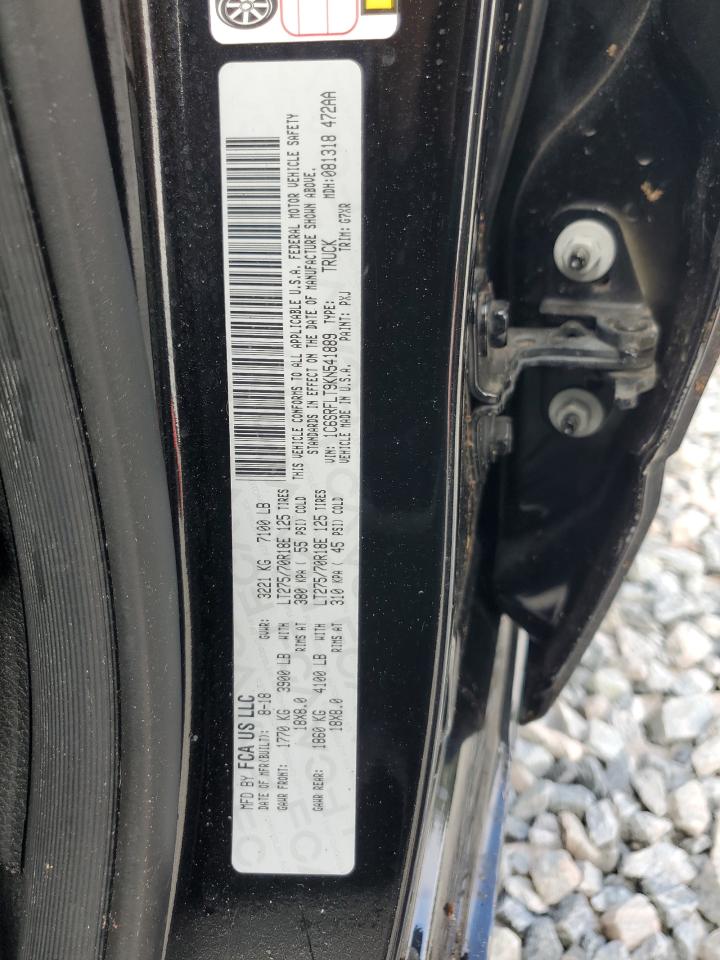 MFD BY FCA US LLC
DATE OF MFR(BUILT): 8-18 GVWR: 3221 KG 7100 LB
GAWR FRONT: 1770 KG 3900 LB WITH LT275/70R18E 125 TIRES
18X8.0 RIMS AT 380 KPA ( 55 PSI) COLD
GAWR REAR: 1860 KG 4100 LB WITH LT275/70R18E 125 TIRES
18X8.0 RIMS AT 310 KPA ( 45 PSI) COLD
THIS VEHICLE CONFORMS TO ALL APPLICABLE U.S.A. FEDERAL MOTOR VEHICLE SAFETY
STANDARDS IN EFFECT ON THE DATE OF MANUFACTURE SHOWN ABOVE.
VIN: 1C6SRFLT9KN541889 TYPE: TRUCK MDH:081318 472AA
VEHICLE MADE IN U.S.A. PAINT: PXJ TRIM: G7XR